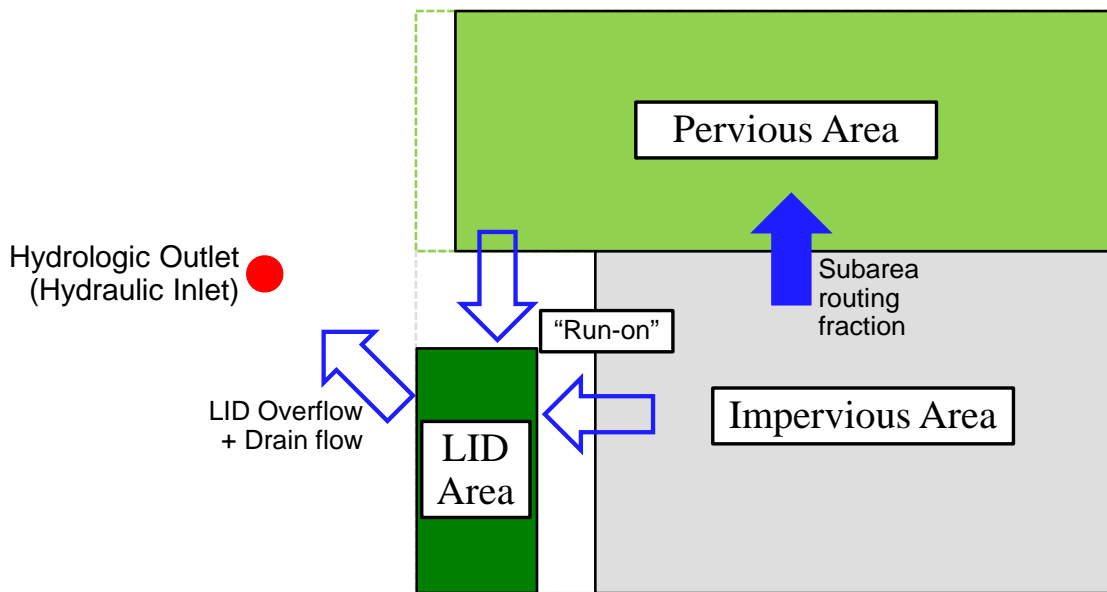 Pervious Area
Hydrologic Outlet
(Hydraulic Inlet)
Subarea
routing
fraction
“Run-on”
LID Overflow
+ Drain flow
LID
Area
Impervious Area